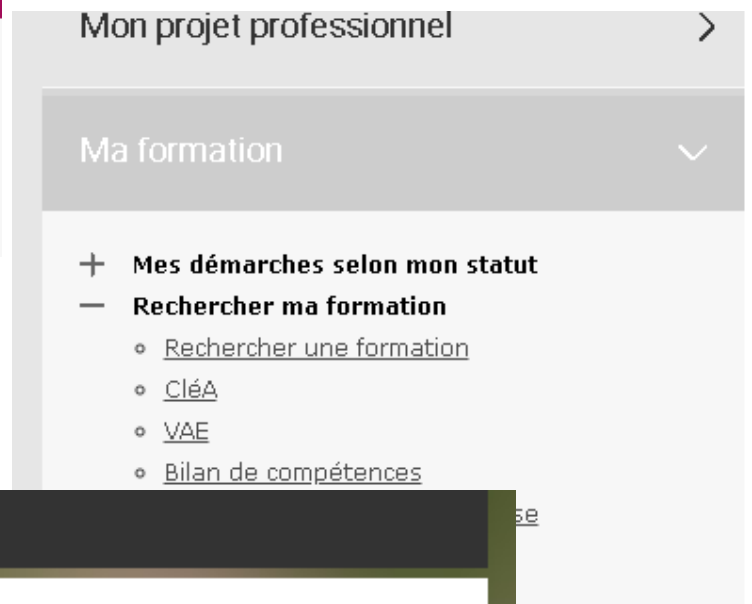 Mon projet professionnel
Ma formation
Mes démarches selon mon statut
Rechercher ma formation
Rechercher une formation
CléA
VAE
Bilan de compétences
se